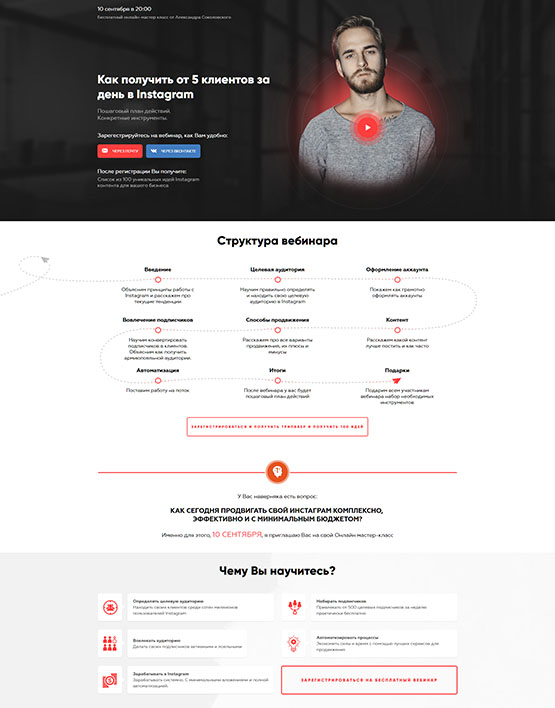 10 сентября в 20:00
Бесплатный онлайн мастер класс от Александра Соколовского
Как получить от 5 клиентов за
день в Instagram
Пошаговый план действий.
Конкретные инструменты.
Зарегестрируйтесь на вебинар, как Вам удобно:
ЧЕРЕЗ ПОЧТУ
ЧЕРЕЗ ВКОНТАКТЕ
После регистрации Вы получите:
Список из 100 уникальных идей Instagram
контента для вашего бизнеса
Структура вебинара
Введение
Объясним принципы работы с
Instagram и расскажем про
текущие тенденции
Целевая аудитория
Научим правильно определять
и находить свою целевую
аудиторию в Instagram
Оформление аккаунта
Покажем как грамотно
оформлять аккаунты
Вовлечение подписчиков
Научим конвертировать
подписчиков в клиентов.
Объясним как получить
аудитории.
Способы продвижения
Расскажем про все варианты
продвижения, их плюсы и
минусы
Контент
Расскажем какой контент
лучше постить и как часто
Автоматизация
Поставим работу на поток
Итоги
После вебинара у вас будет
пошаговый план действий
Подарки
Подарим всем участникам
вебинара набор необходимых
инструментов
ЗАРЕГИСТРИРОВАТЬСЯ И ПОЛУЧИТЬ ТРИПВАЕР И ПОЛУЧИТЬ 100 ИДЕЙ
У Вас наверняка есть вопрос:
КАК СЕГОДНЯ ПРОДВИГАТЬ СВОЙ ИНСТАГРАМ КОМПЛЕКСНО,
ЭФФЕКТИВНО И С МИНИМАЛЬНЫМ БЮДЖЕТОМ?
Именно для этого, 10 СЕНТЯБРЯ, я приглашаю Вас на свой Онлайн мастер-класс
Чему Вы научитесь?
Определять целевую аудиторию
Находить своих клиентов среди сотен миллионов
пользователей Instagram
Набирать подписчиков
Привлекать от 500 целевых подписчиков за неделю
практически бесплатно
Вовлекать аудиторию
Делать своих подписчиков активными и лояльными
Автоматизировать процессы
Экономить силы и время с помощью лучших сервисов для
продвижения
Зарабатывать в Instagram
Зарабатывать системно. С минимальными вложениями и полной
автоматизацией.
ЗАРЕГИСТРИРОВАТЬСЯ НА БЕСПЛАТНЫЙ ВЕБИНАР